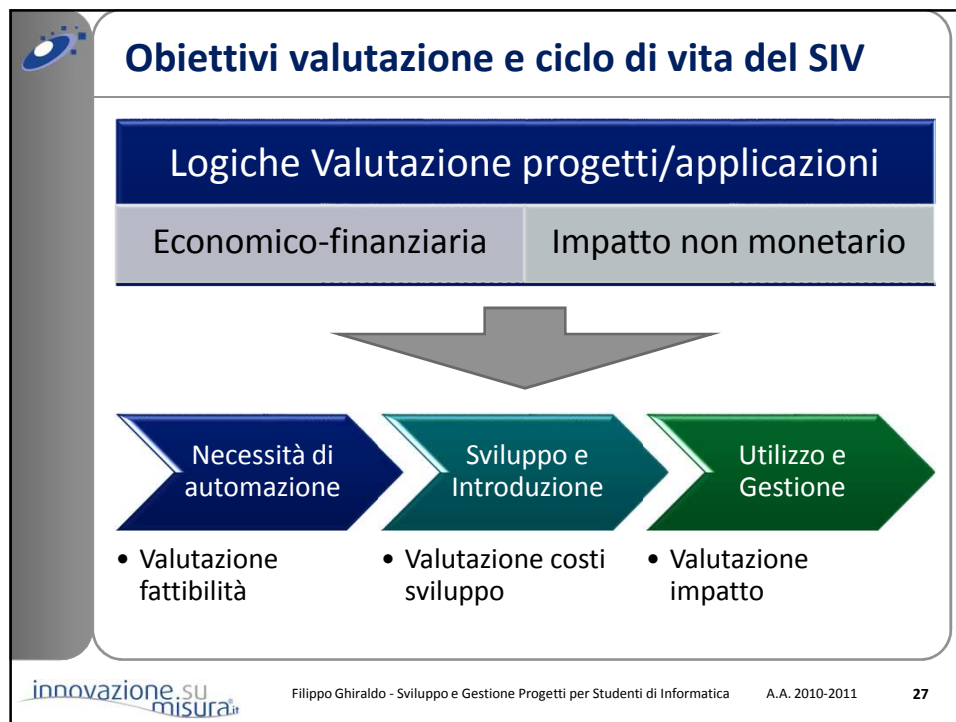 Obiettivi valutazione e ciclo di vita del SIV
Logiche Valutazione progetti/applicazioni
Economico-finanziaria
Impatto non monetario
Necessità di
automazione
Sviluppo e
Introduzione
Utilizzo e
Gestione
• Valutazione
fattibilità
• Valutazione costi
sviluppo
• Valutazione
impatto
innovazione.su
misura.it
Filippo Ghiraldo - Sviluppo e Gestione Progetti per Studenti di Informatica A.A. 2010-2011 27